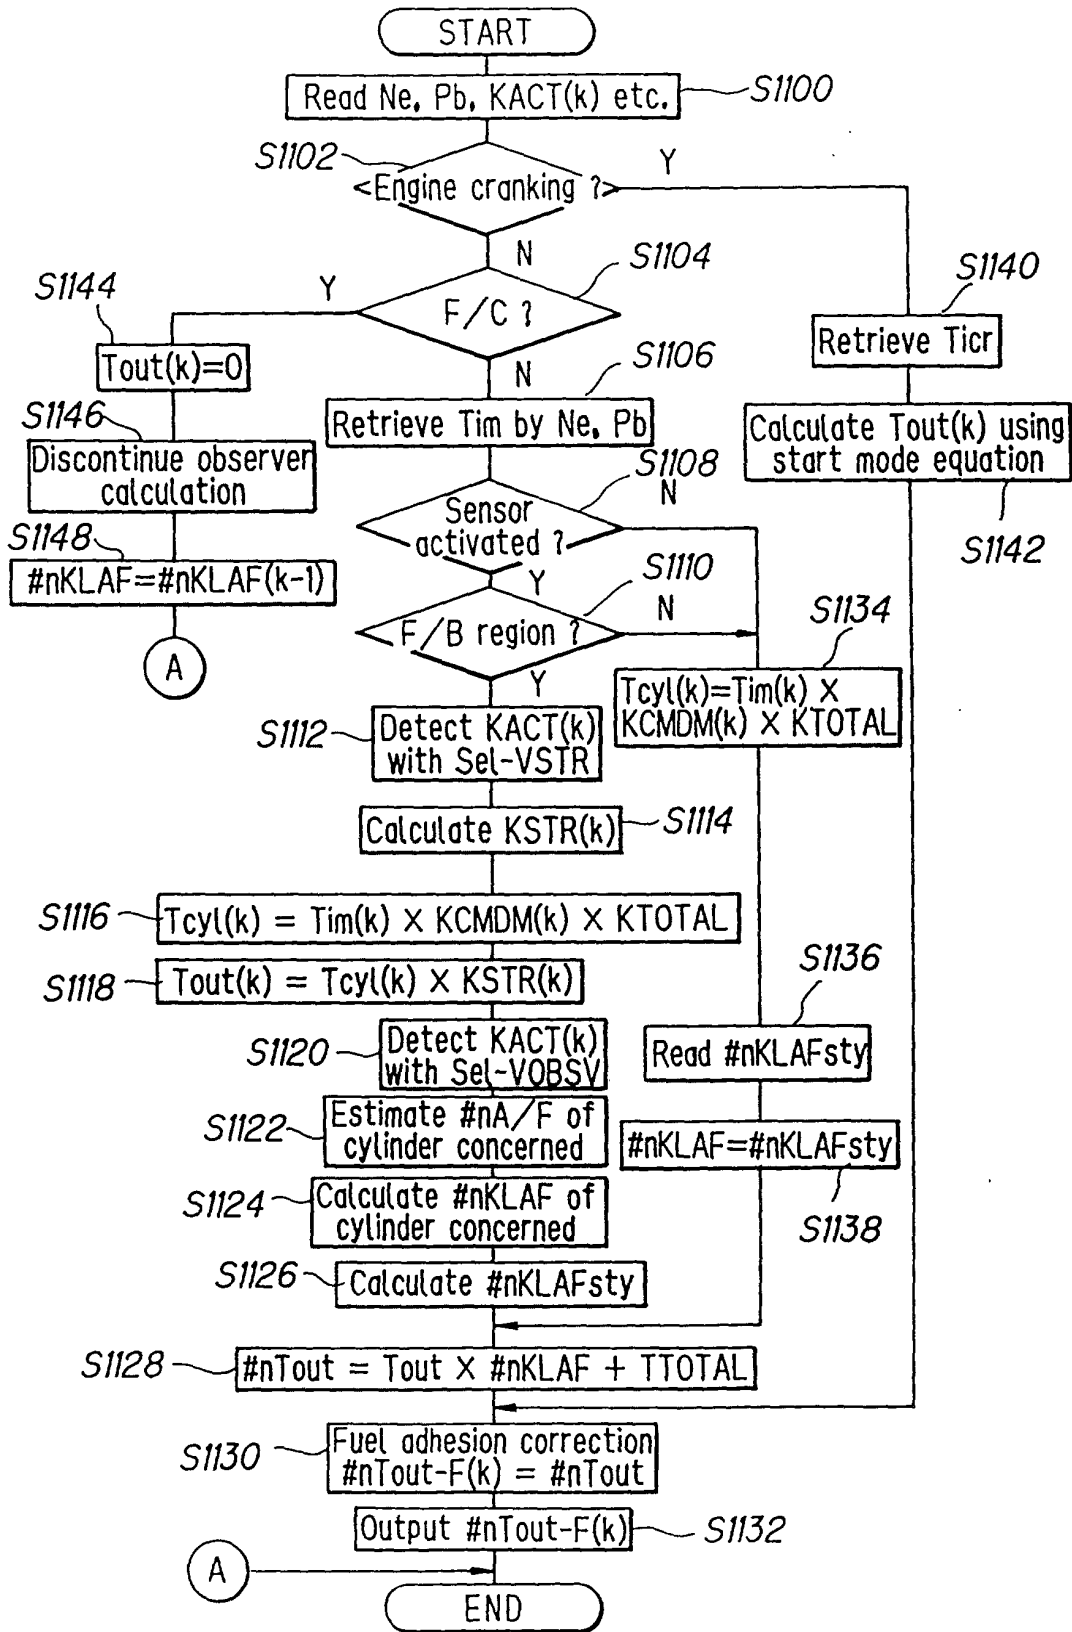 START
Read Ne. Pb. KACT(k) etc.
S1100
S1102
<Engine cranking ?>
Y
N
S1104
F/C ?
Y
S1144
Tout(k)=0
S1146
Discontinue observer
calculation
S1148
#nKLAF=#nKLAF(k-1)
A
S1140
Retrieve Ticr
Calculate Tout(k) using
start mode equation
S1142
N
S1106
Retrieve Tim by Ne. Pb
S1108
Sensor
activated ?
N
Y
S1110
F/B region ?
N
Y
S1134
Tcyl(k)=Tim(k) X
KCMDM(k) X KTOTAL
S1112
Detect KACT(k)
with Sel-VSTR
Calculate KSTR(k)
S1114
S1116
Tcyl(k) = Tim(k) X KCMDM(k) X KTOTAL
S1118
Tout(k) = Tcyl(k) X KSTR(k)
S1136
Read #nKLAFsty
S1120
Detect KACT(k)
with Sel-VOBSV
S1122
Estimate #nA/F of
cylinder concerned
#nKLAF=#nKLAFsty
S1138
S1124
Calculate #nKLAF of
cylinder concerned
S1126
Calculate #nKLAFsty
S1128
#nTout = Tout X #nKLAF + TTOTAL
S1130
Fuel adhesion correction
#nTout-F(k) = #nTout
Output #nTout-F(k)
S1132
A
END